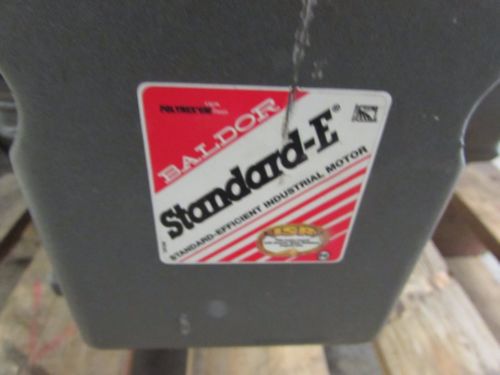 BALDOR
Standard-E®
STANDARD-EFFICIENT INDUSTRIAL MOTOR